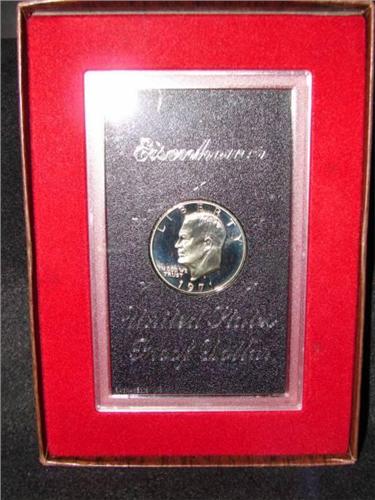 Eisenhower
LIBERTY
IN GOD WE
TRUST
1971
United States
Proof Dollar